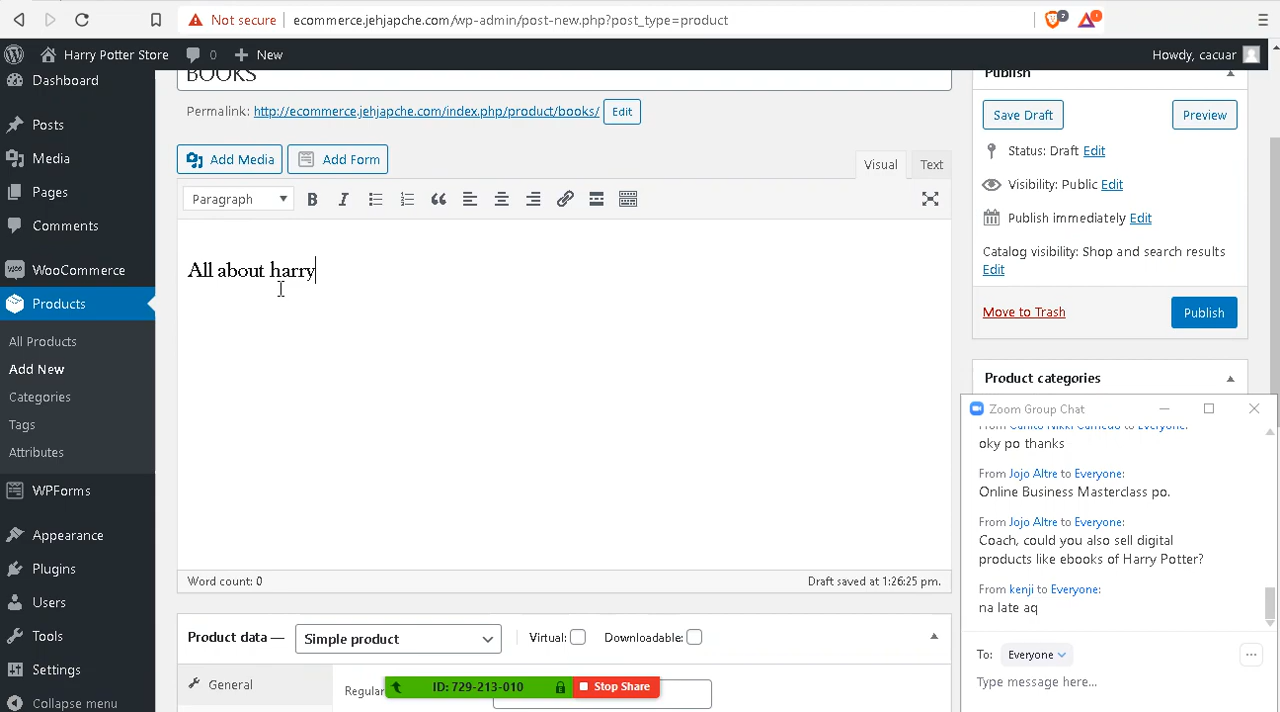 Not secure ecommerce.jehjapche.com/wp-admin/post-new.php?post_type=product
Harry Potter Store 0 New Howdy, cacuar
Dashboard
Posts
Media
Pages
Comments
WooCommerce
Products
All Products
Add New
Categories
Tags
Attributes
WPForms
Appearance
Plugins
Users
Tools
Settings
Collapse menu
BOOKS
Permalink: http://ecommerce.jehjapche.com/index.php/product/books/ Edit
Add Media Add Form Visual Text
Paragraph
All about harry
Word count: 0 Draft saved at 1:26:25 pm.
Product data — Simple product Virtual: Downloadable:
General Regular
ID: 729-213-010 Stop Share
Publish
Save Draft Preview
Status: Draft Edit
Visibility: Public Edit
Publish immediately Edit
Catalog visibility: Shop and search results
Edit
Move to Trash Publish
Product categories
Zoom Group Chat
oky po thanks
From Jojo Altre to Everyone:
Online Business Masterclass po.
From Jojo Altre to Everyone:
Coach, could you also sell digital
products like ebooks of Harry Potter?
From kenji to Everyone:
na late aq
To: Everyone
Type message here...